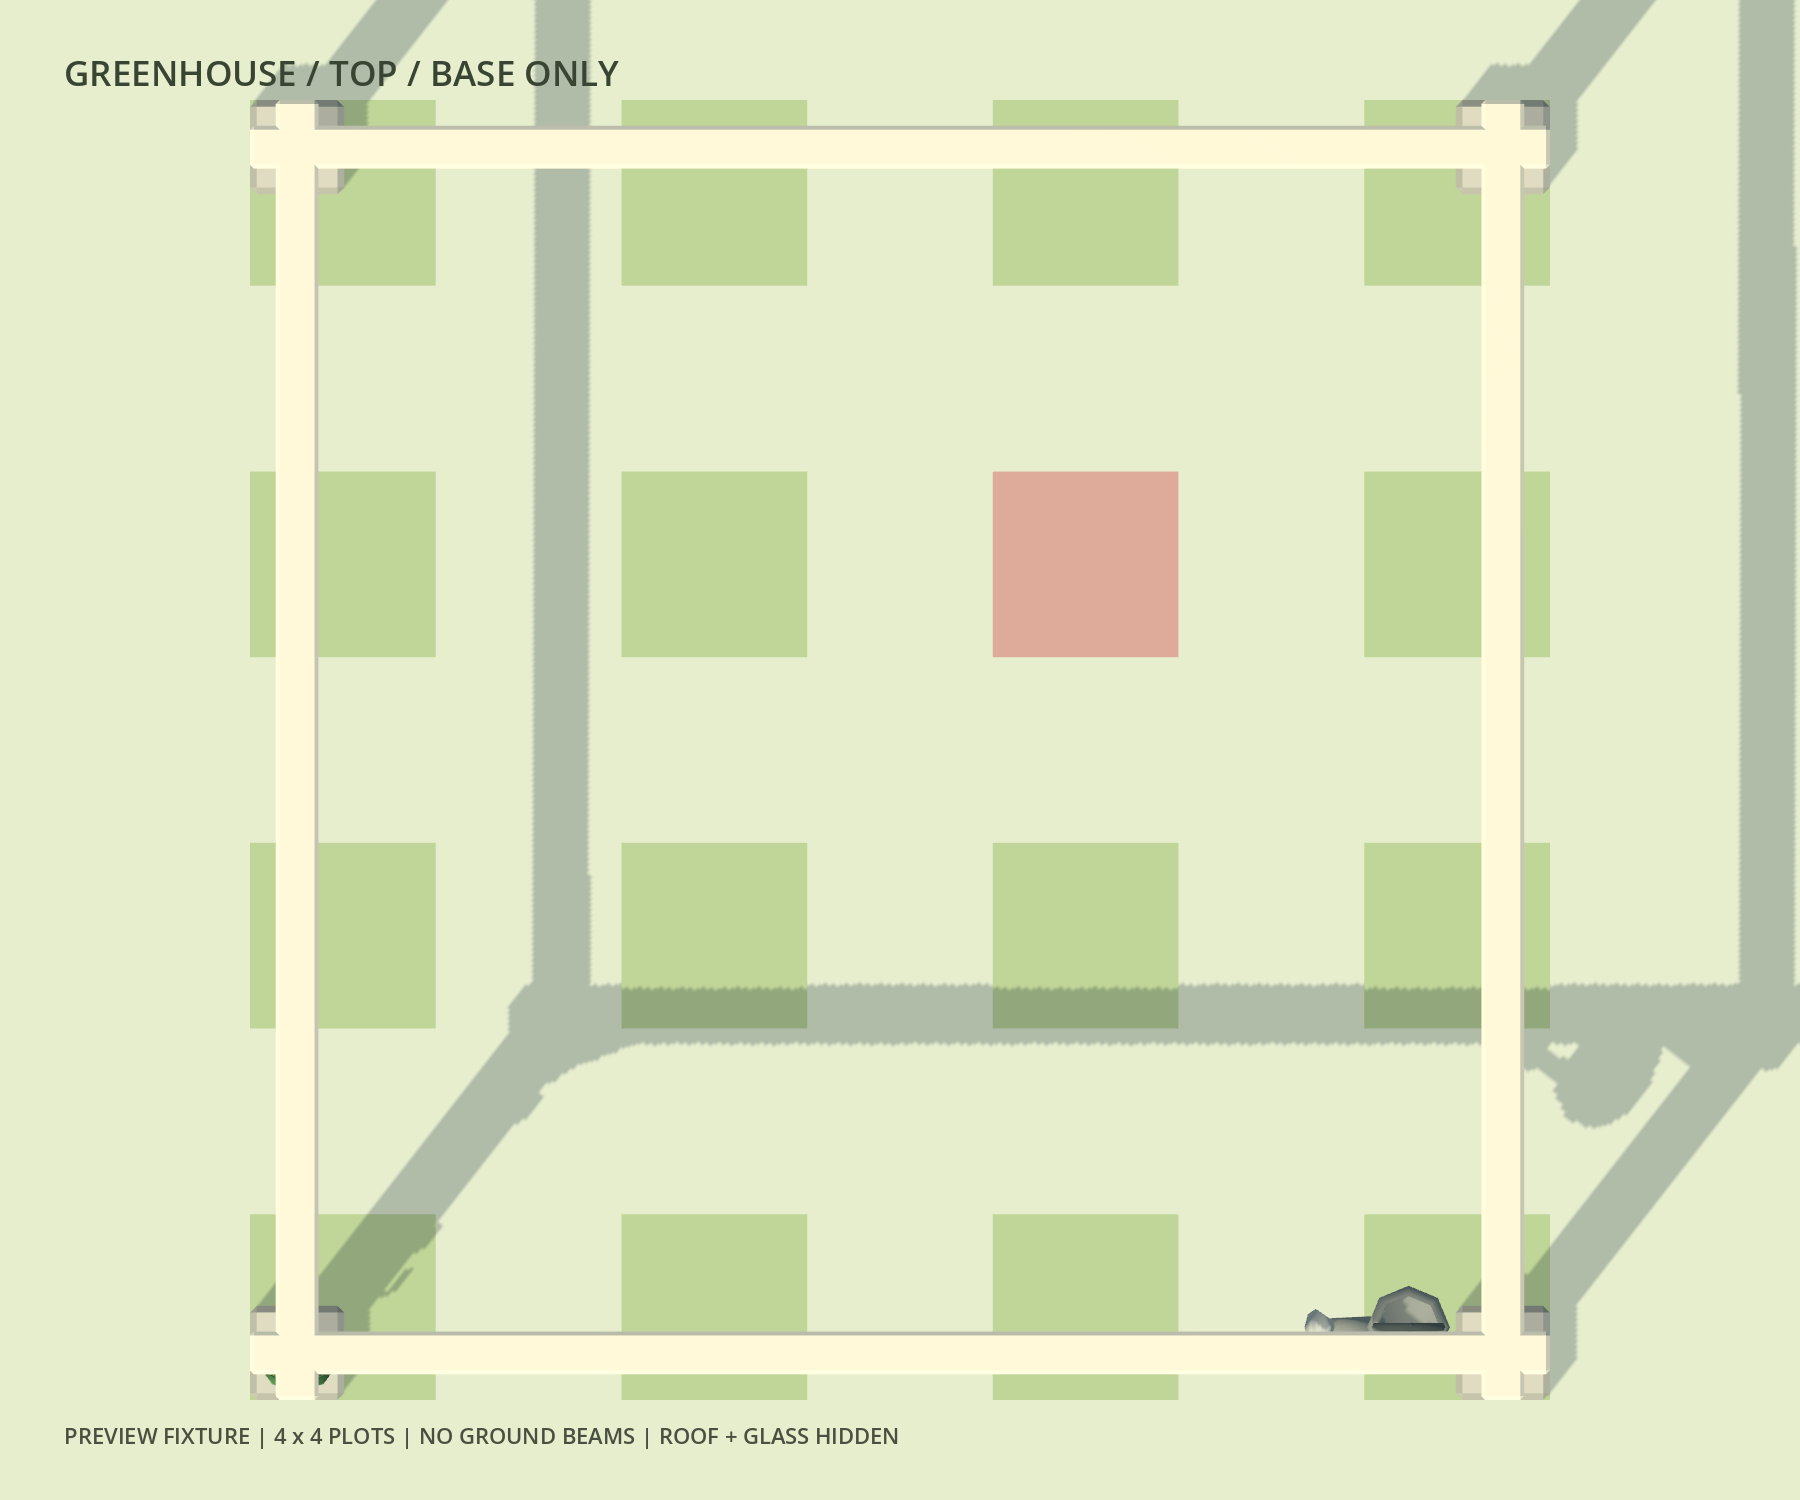 GREENHOUSE / TOP / BASE ONLY
PREVIEW FIXTURE | 4 x 4 PLOTS | NO GROUND BEAMS | ROOF + GLASS HIDDEN